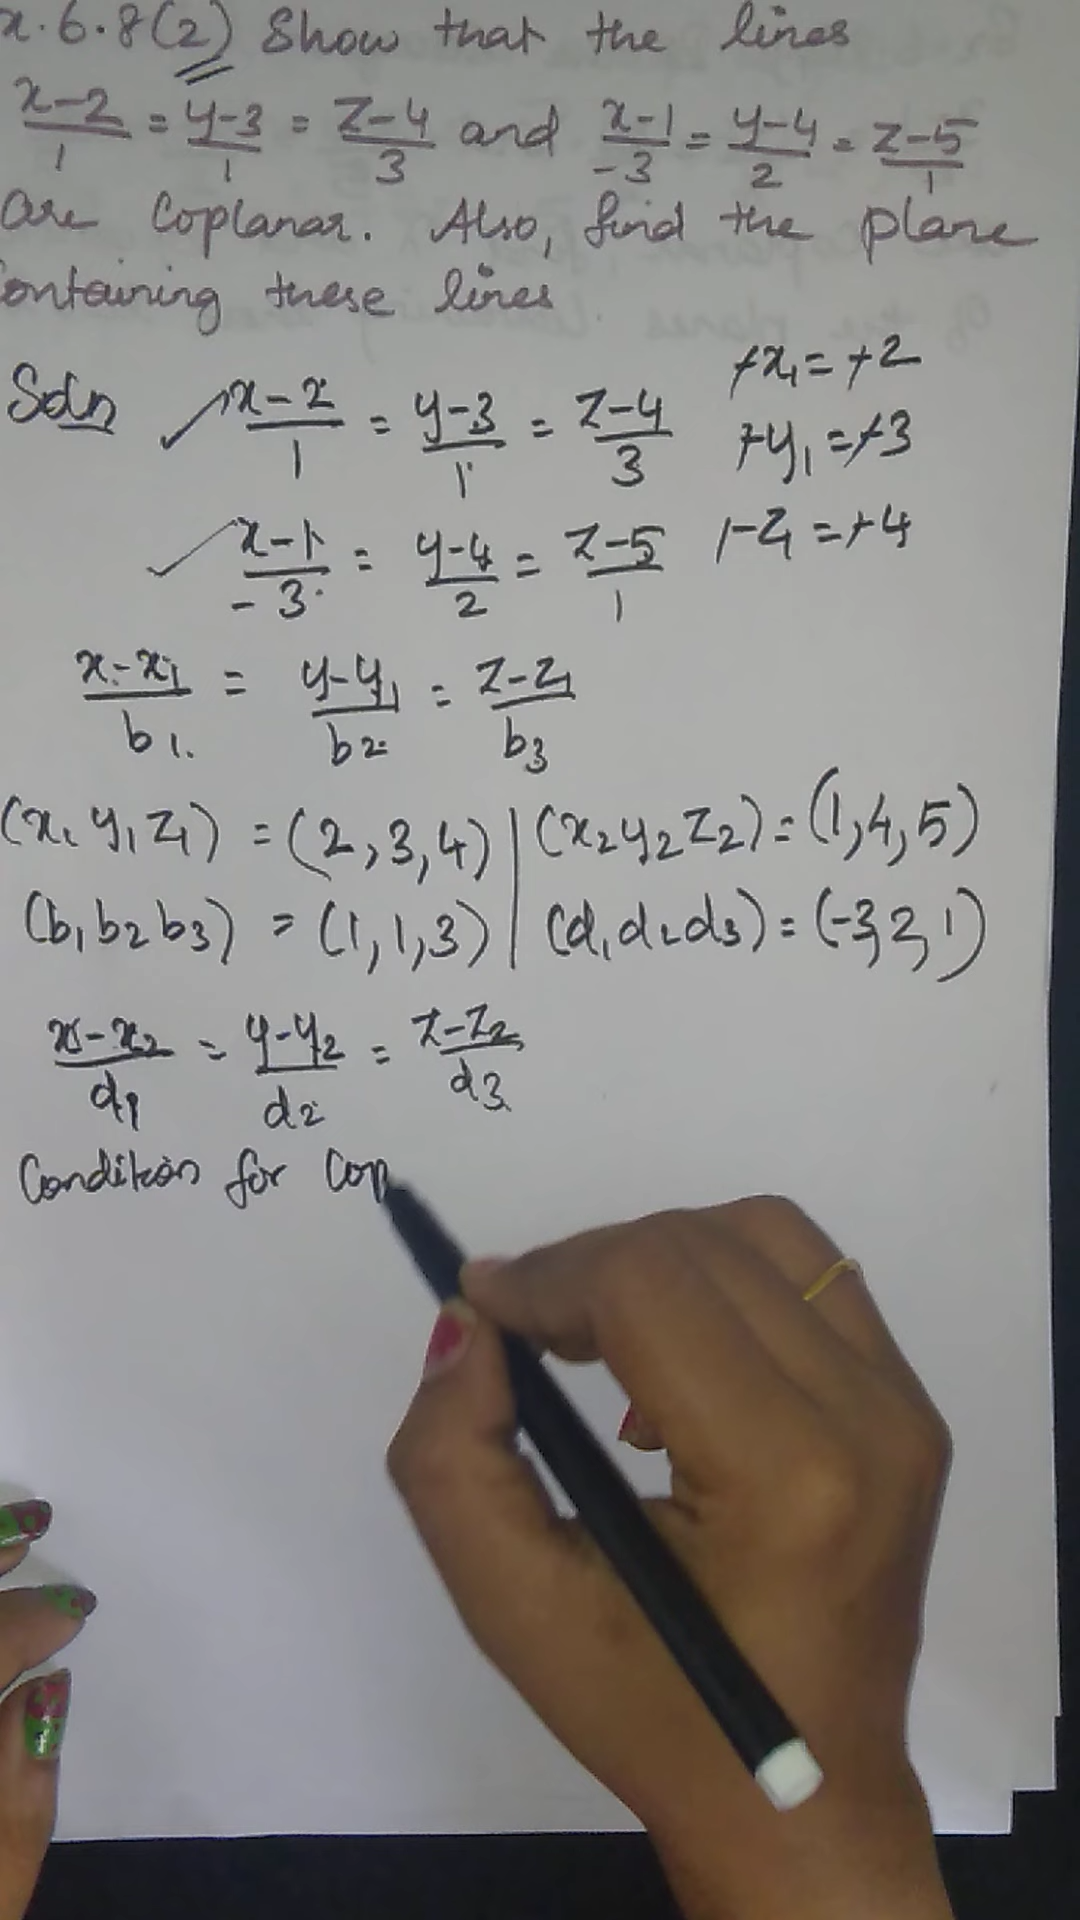 x.6.8(2) Show that the lines
x-2/1 = y-3/1 = z-4/3 and x-1/-3 = y-4/2 = z-5/1
are Coplanar. Also, find the plane
ontaining these lines
Soln x-2/1 = y-3/1 = z-4/3
+x1 = +2
+y1 = +3
x-1/-3 = y-4/2 = z-5/1
+z1 = +4
x-x1/b1 = y-y1/b2 = z-z1/b3
(x1 y1 z1) = (2,3,4) | (x2 y2 z2) = (1,4,5)
(b1 b2 b3) = (1,1,3) | (d1 d2 d3) = (-3,2,1)
x-x2/d1 = y-y2/d2 = z-z2/d3
Condition for Cop